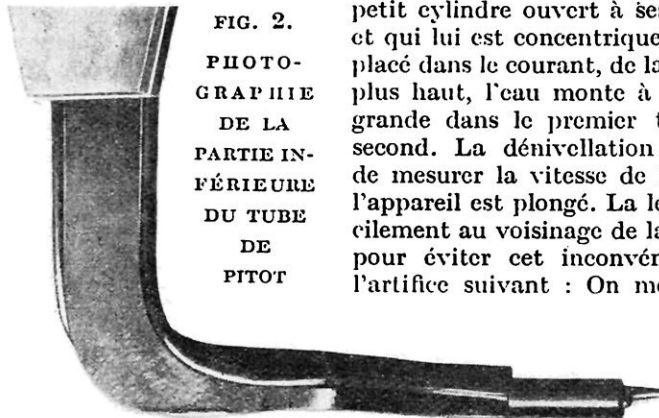 FIG. 2.
PHOTO-
GRAPHIE
DE LA
PARTIE IN-
FÉRIEURE
DU TUBE
DE
PITOT
petit cylindre ouvert à
et qui lui est concentrique
placé dans le courant, de la
plus haut, l'eau monte à
grande dans le premier
second. La dénivellation
de mesurer la vitesse de
l'appareil est plongé. La
cilement au voisinage de la
pour éviter cet
l'artifice suivant : On